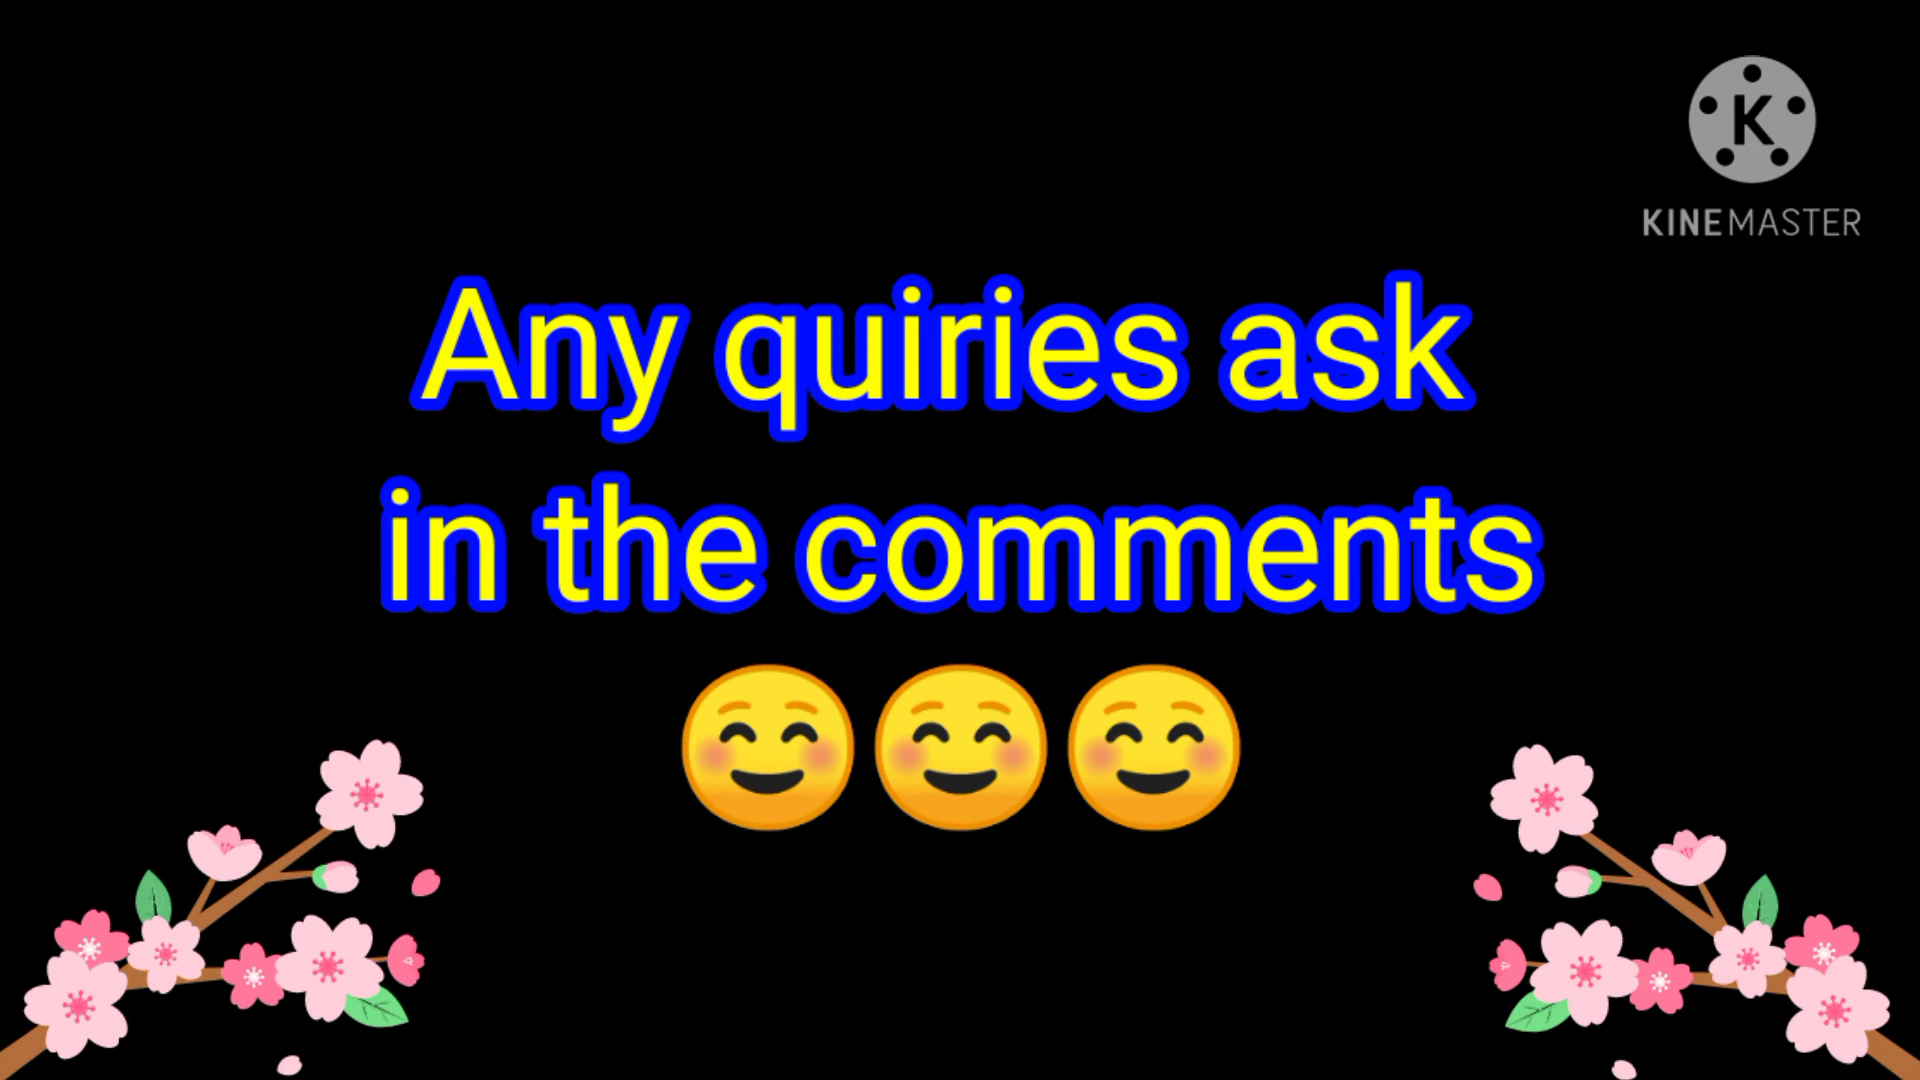 K
KINEMASTER
Any quiries ask
in the comments
☺️☺️☺️